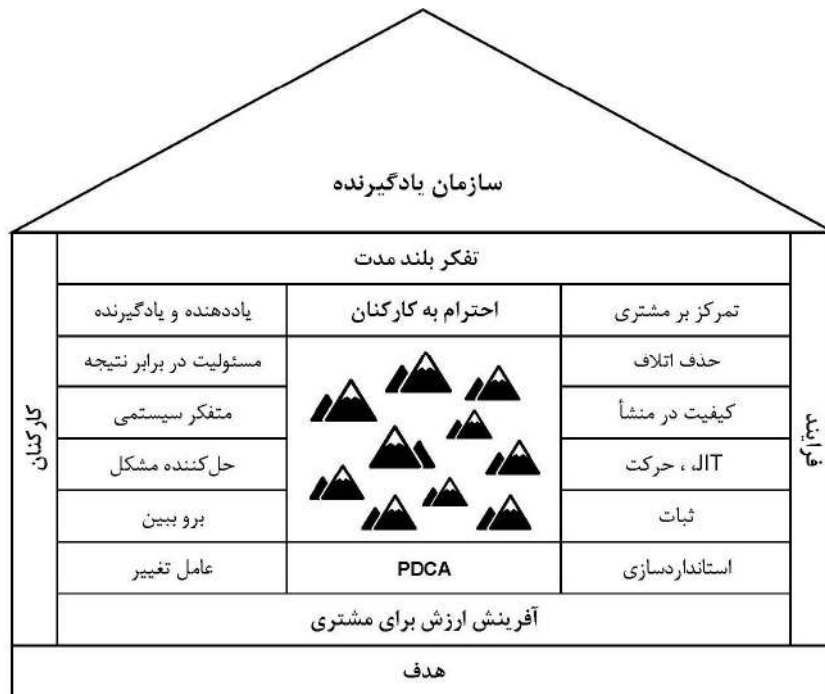 سازمان یادگیرنده
تفکر بلند مدت
تمرکز بر مشتری
احترام به کارکنان
یاددهنده و یادگیرنده
حذف اتلاف
مسئولیت در برابر نتیجه
کیفیت در منشأ
متفکر سیستمی
JIT، ، حرکت
حل‌کننده مشکل
ثبات
برو ببین
استانداردسازی
PDCA
عامل تغییر
فرایند
کارکنان
آفرینش ارزش برای مشتری
هدف